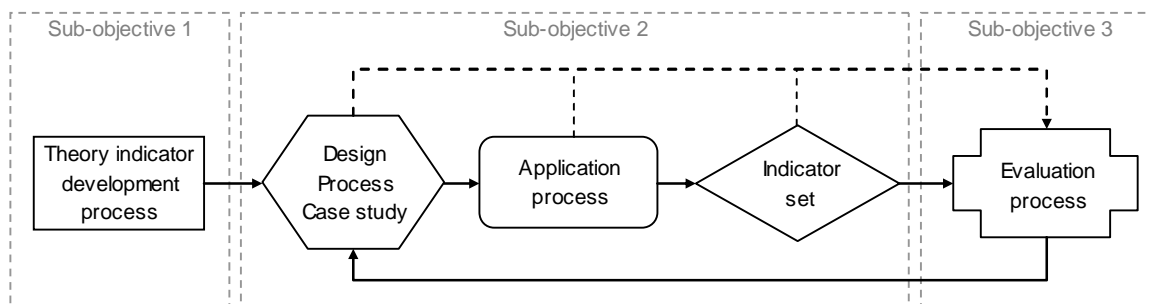 Sub-objective 1
Sub-objective 2
Sub-objective 3
Theory indicator
development
process
Design
Process
Case study
Application
process
Indicator
set
Evaluation
process